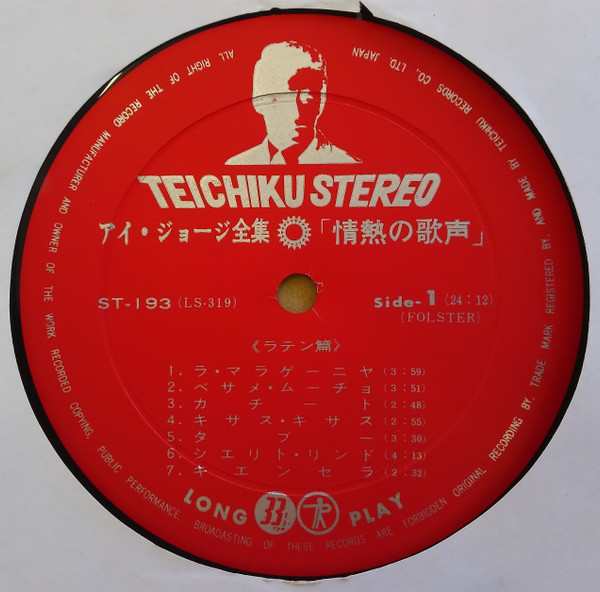 TEICHIKU STEREO
アイ・ジョージ全集「情熱の歌声」
ST-193 (LS-319)
Side-1 (24:12)
(FOLSTER)
《ラテン篇》
1. ラ・マラゲーニヤ (3:59)
2. ベサメ・ムーチョ (3:51)
3. カチート (2:48)
4. キサス・キサス (2:55)
5. タブー (3:30)
6. シエリト・リンド (4:13)
7. キエンセラ (2:32)
LONG 33⅓ PLAY
ALL RIGHT OF THE RECORD MANUFACTURER AND OWNER OF THE WORK RECORDED COPYING, PUBLIC PERFORMANCE, BROADASTING OF THESE RECORDS ARE FORBIDDEN ORIGINAL RECORDING BY. TRADE MARK REGISTERED BY. AND MADE BY TEICHIKU RECORDS CO., LTD. JAPAN